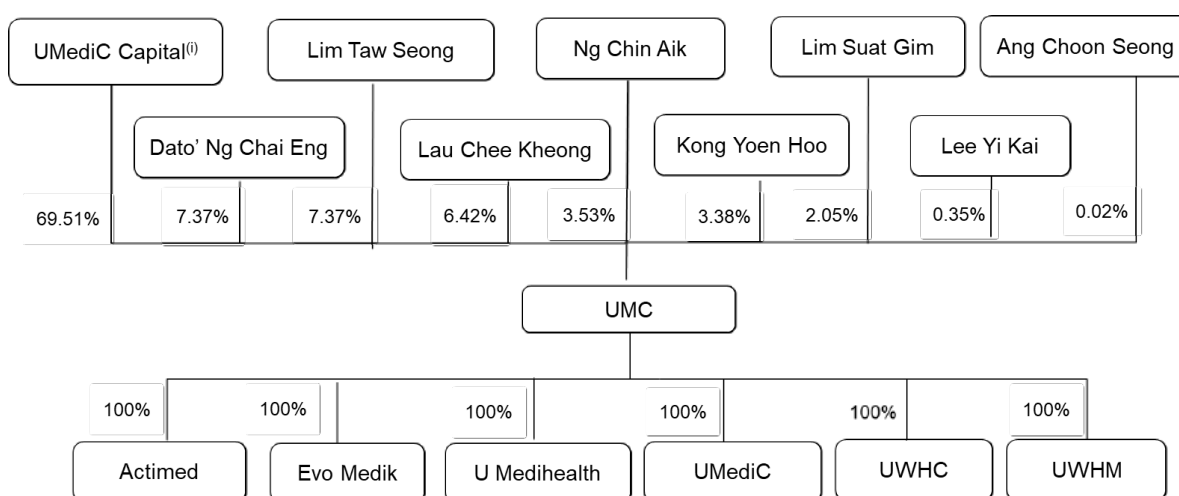 UMediC Capital(i)
Lim Taw Seong
Ng Chin Aik
Lim Suat Gim
Ang Choon Seong
Dato’ Ng Chai Eng
Lau Chee Kheong
Kong Yoen Hoo
Lee Yi Kai
69.51%
7.37%
7.37%
6.42%
3.53%
3.38%
2.05%
0.35%
0.02%
UMC
100%
100%
100%
100%
100%
100%
Actimed
Evo Medik
U Medihealth
UMediC
UWHC
UWHM